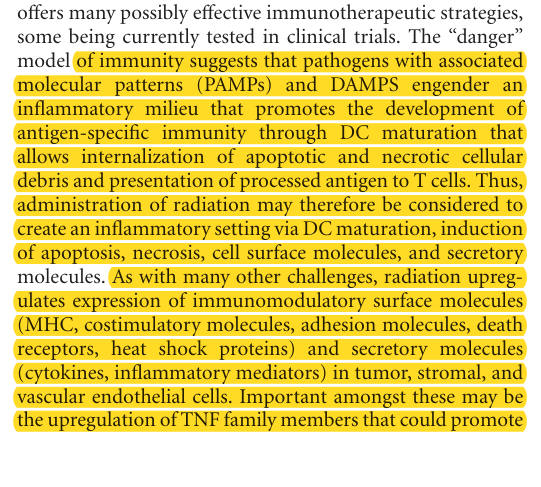 offers many possibly effective immunotherapeutic strategies,
some being currently tested in clinical trials. The “danger”
model of immunity suggests that pathogens with associated
molecular patterns (PAMPs) and DAMPS engender an
inflammatory milieu that promotes the development of
antigen-specific immunity through DC maturation that
allows internalization of apoptotic and necrotic cellular
debris and presentation of processed antigen to T cells. Thus,
administration of radiation may therefore be considered to
create an inflammatory setting via DC maturation, induction
of apoptosis, necrosis, cell surface molecules, and secretory
molecules. As with many other challenges, radiation upreg-
ulates expression of immunomodulatory surface molecules
(MHC, costimulatory molecules, adhesion molecules, death
receptors, heat shock proteins) and secretory molecules
(cytokines, inflammatory mediators) in tumor, stromal, and
vascular endothelial cells. Important amongst these may be
the upregulation of TNF family members that could promote